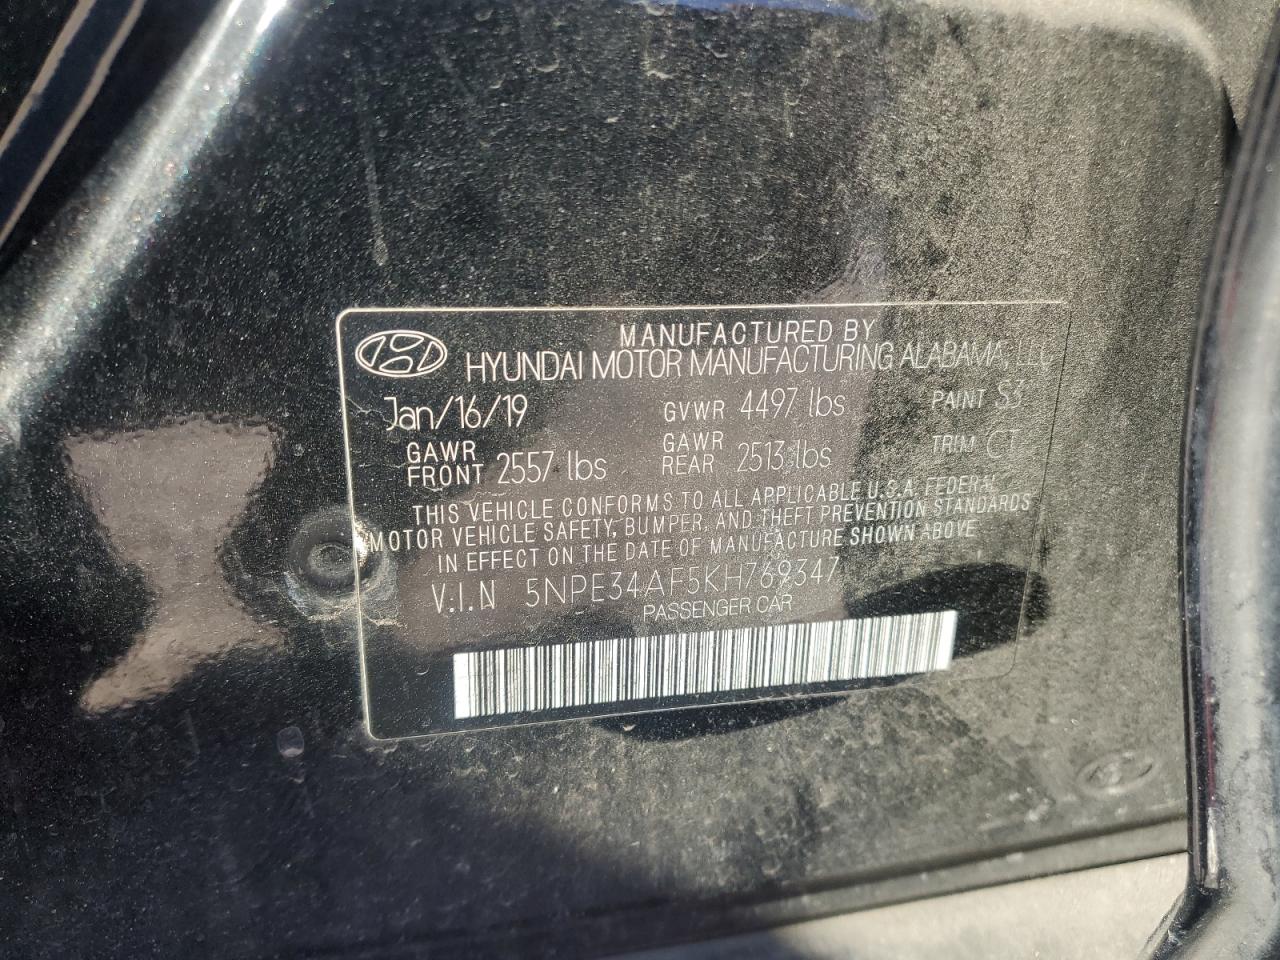 MANUFACTURED BY
HYUNDAI MOTOR MANUFACTURING ALABAMA, LLC
Jan/16/19 GVWR 4497 lbs PAINT S3
GAWR FRONT 2557 lbs GAWR REAR 2513 lbs TRIM CT
THIS VEHICLE CONFORMS TO ALL APPLICABLE U.S.A. FEDERAL
MOTOR VEHICLE SAFETY, BUMPER, AND THEFT PREVENTION STANDARDS
IN EFFECT ON THE DATE OF MANUFACTURE SHOWN ABOVE
V.I.N 5NPE34AF5KH769347
PASSENGER CAR